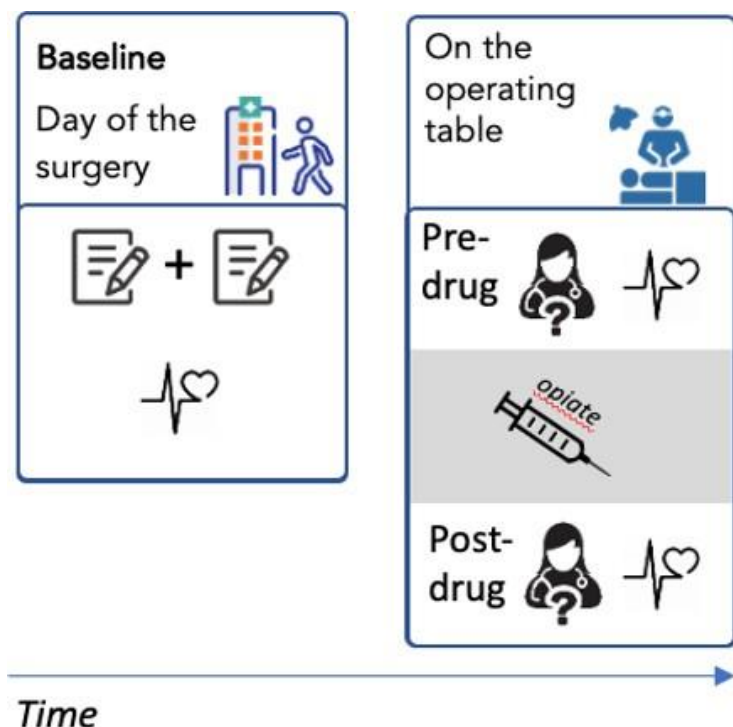 Baseline
Day of the
surgery
+
On the
operating
table
Pre-
drug
?
opiate
Post-
drug
?
Time